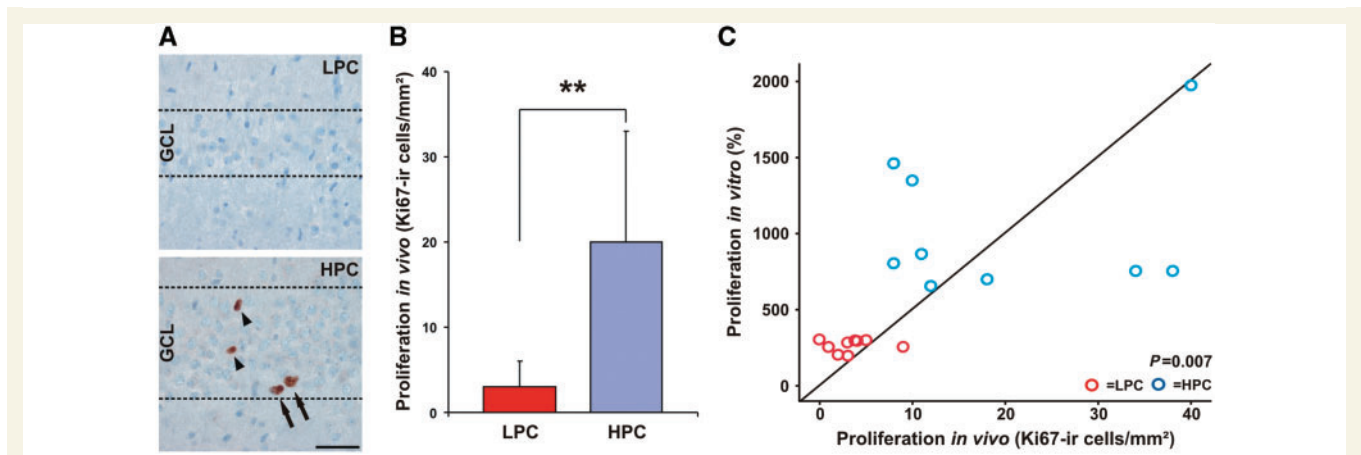 A
LPC
GCL
HPC
GCL
B
Proliferation in vivo (Ki67-ir cells/mm²)
40
30
20
10
0
**
LPC
HPC
C
Proliferation in vitro (%)
2000
1500
1000
500
0
P=0.007
=LPC =HPC
0 10 20 30 40
Proliferation in vivo (Ki67-ir cells/mm²)